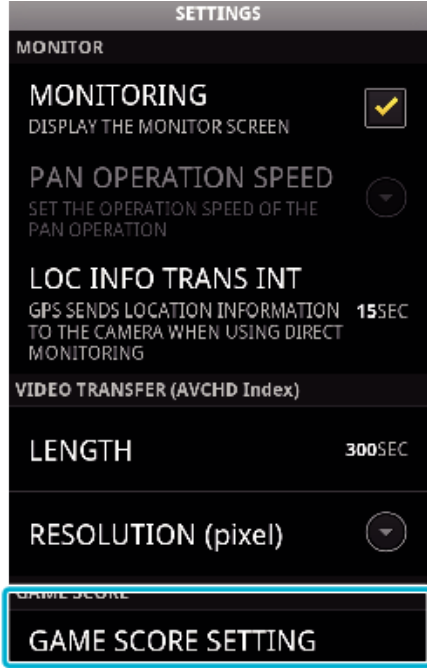 SETTINGS
MONITOR
MONITORING
DISPLAY THE MONITOR SCREEN
PAN OPERATION SPEED
SET THE OPERATION SPEED OF THE
PAN OPERATION
LOC INFO TRANS INT
GPS SENDS LOCATION INFORMATION 15SEC
TO THE CAMERA WHEN USING DIRECT
MONITORING
VIDEO TRANSFER (AVCHD Index)
LENGTH 300SEC
RESOLUTION (pixel)
GAME SCORE
GAME SCORE SETTING